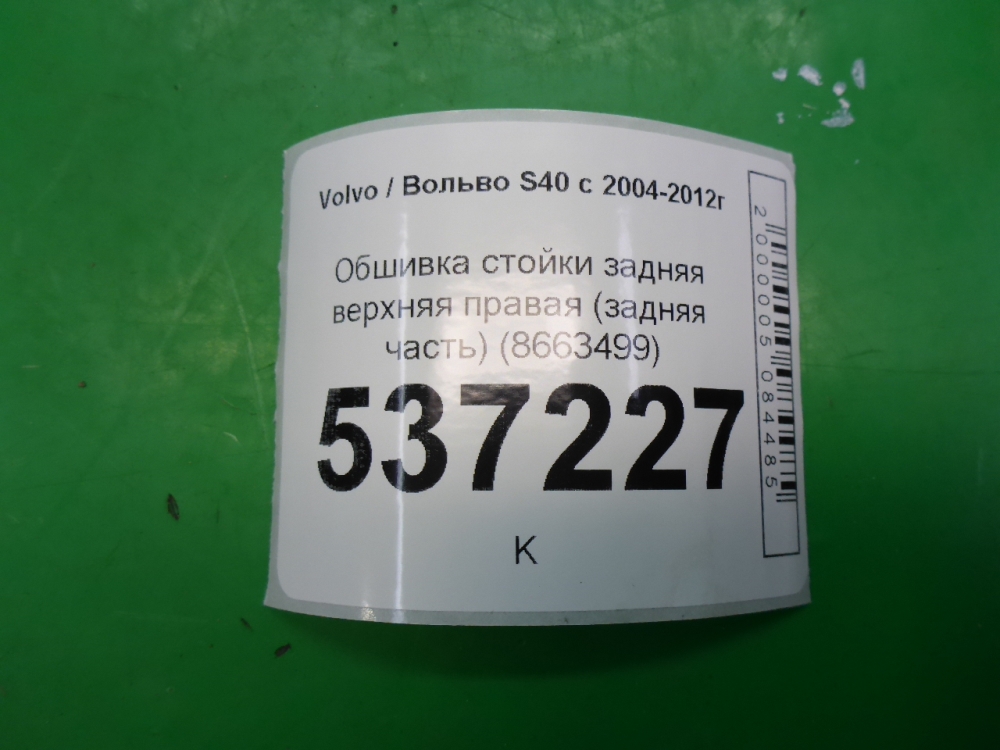 Volvo / Вольво S40 с 2004-2012г
Обшивка стойки задняя
верхняя правая (задняя
часть) (8663499)
537227
К
2000005084485